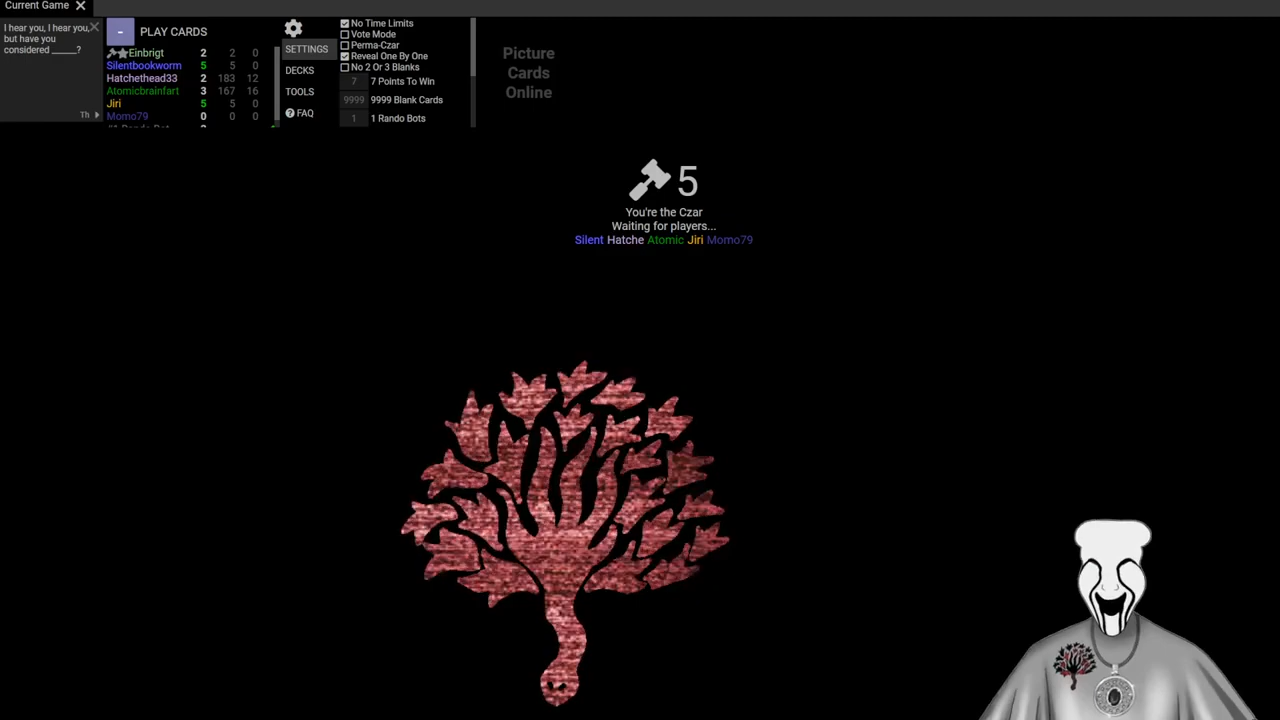 Current Game
I hear you, I hear you,
but have you
considered _____?
Th
- PLAY CARDS
Einbrigt 2 2 0
Silentbookworm 5 5 0
Hatchethead33 2 183 12
Atomicbrainfart 3 167 16
Jiri 5 5 0
Momo79 0 0 0
SETTINGS
DECKS
TOOLS
FAQ
No Time Limits
Vote Mode
Perma-Czar
Reveal One By One
No 2 Or 3 Blanks
7 7 Points To Win
9999 9999 Blank Cards
1 1 Rando Bots
Picture
Cards
Online
5
You're the Czar
Waiting for players...
Silent Hatche Atomic Jiri Momo79